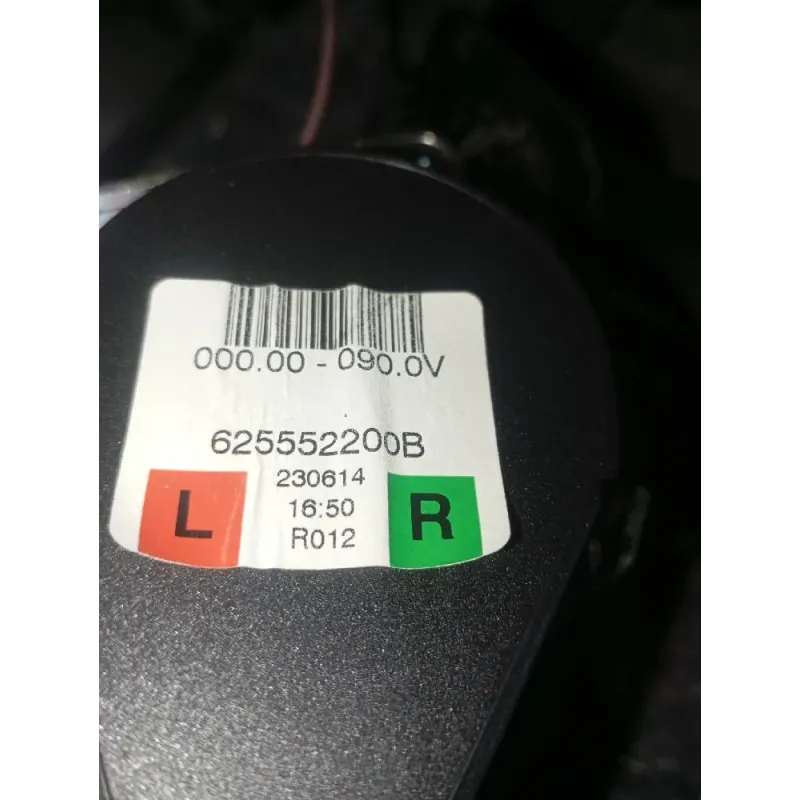 000.00 - 090.0V
625552200B
230614
L 16:50 R
R012